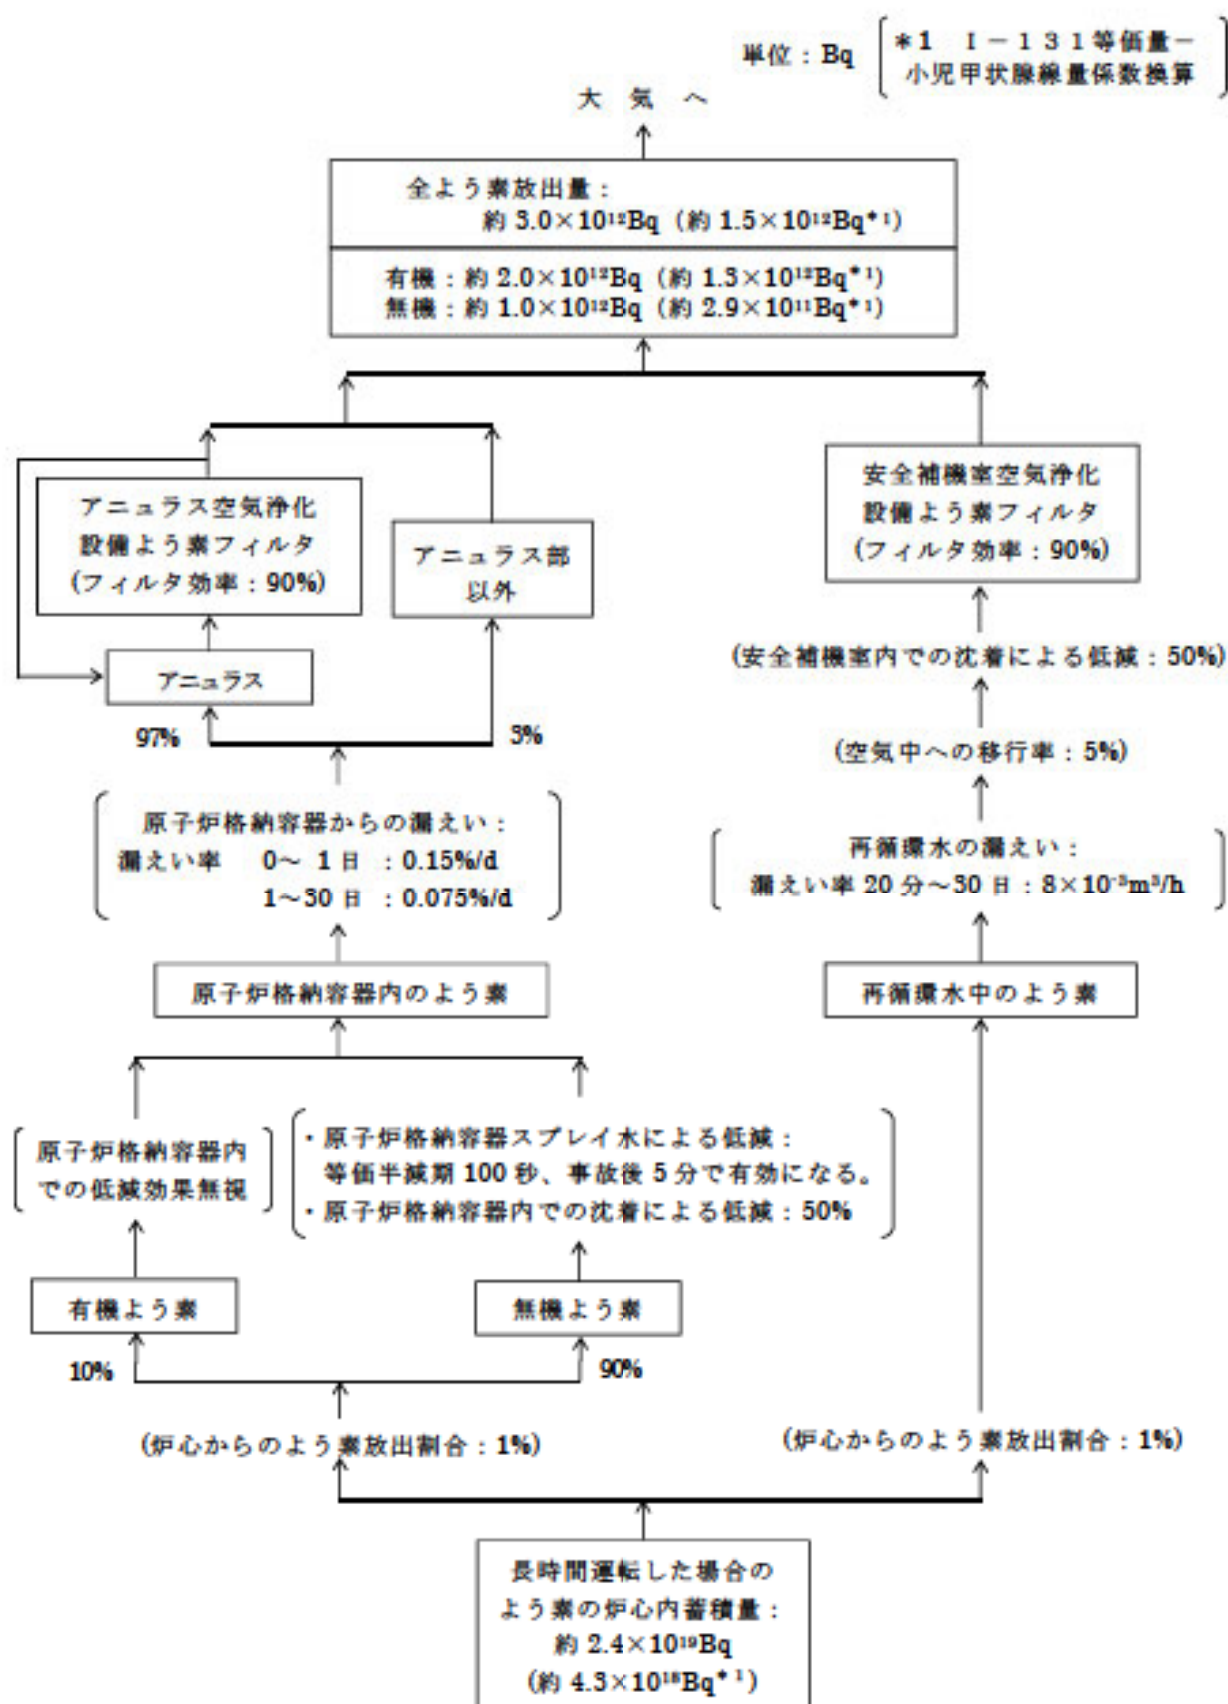 単位：Bq
＊1　Ｉ－１３１等価量－
小児甲状腺線量係数換算
大　気　へ
全よう素放出量：
約 3.0×10¹²Bq（約 1.5×10¹²Bq*¹）
有機：約 2.0×10¹²Bq（約 1.3×10¹²Bq*¹）
無機：約 1.0×10¹²Bq（約 2.9×10¹¹Bq*¹）
アニュラス空気浄化
設備よう素フィルタ
(フィルタ効率：90%)
アニュラス部
以外
安全補機室空気浄化
設備よう素フィルタ
(フィルタ効率：90%)
アニュラス
(安全補機室内での沈着による低減：50%)
97%
3%
(空気中への移行率：5%)
原子炉格納容器からの漏えい：
漏えい率　0～ 1 日 ：0.15%/d
1～30 日 ：0.075%/d
再循環水の漏えい：
漏えい率 20 分～30 日：8×10⁻³m³/h
原子炉格納容器内のよう素
再循環水中のよう素
原子炉格納容器内
での低減効果無視
・原子炉格納容器スプレイ水による低減：
等価半減期 100 秒、事故後 5 分で有効になる。
・原子炉格納容器内での沈着による低減：50%
有機よう素
無機よう素
10%
90%
(炉心からのよう素放出割合：1%)
(炉心からのよう素放出割合：1%)
長時間運転した場合の
よう素の炉心内蓄積量：
約 2.4×10¹⁹Bq
(約 4.3×10¹⁸Bq*¹)